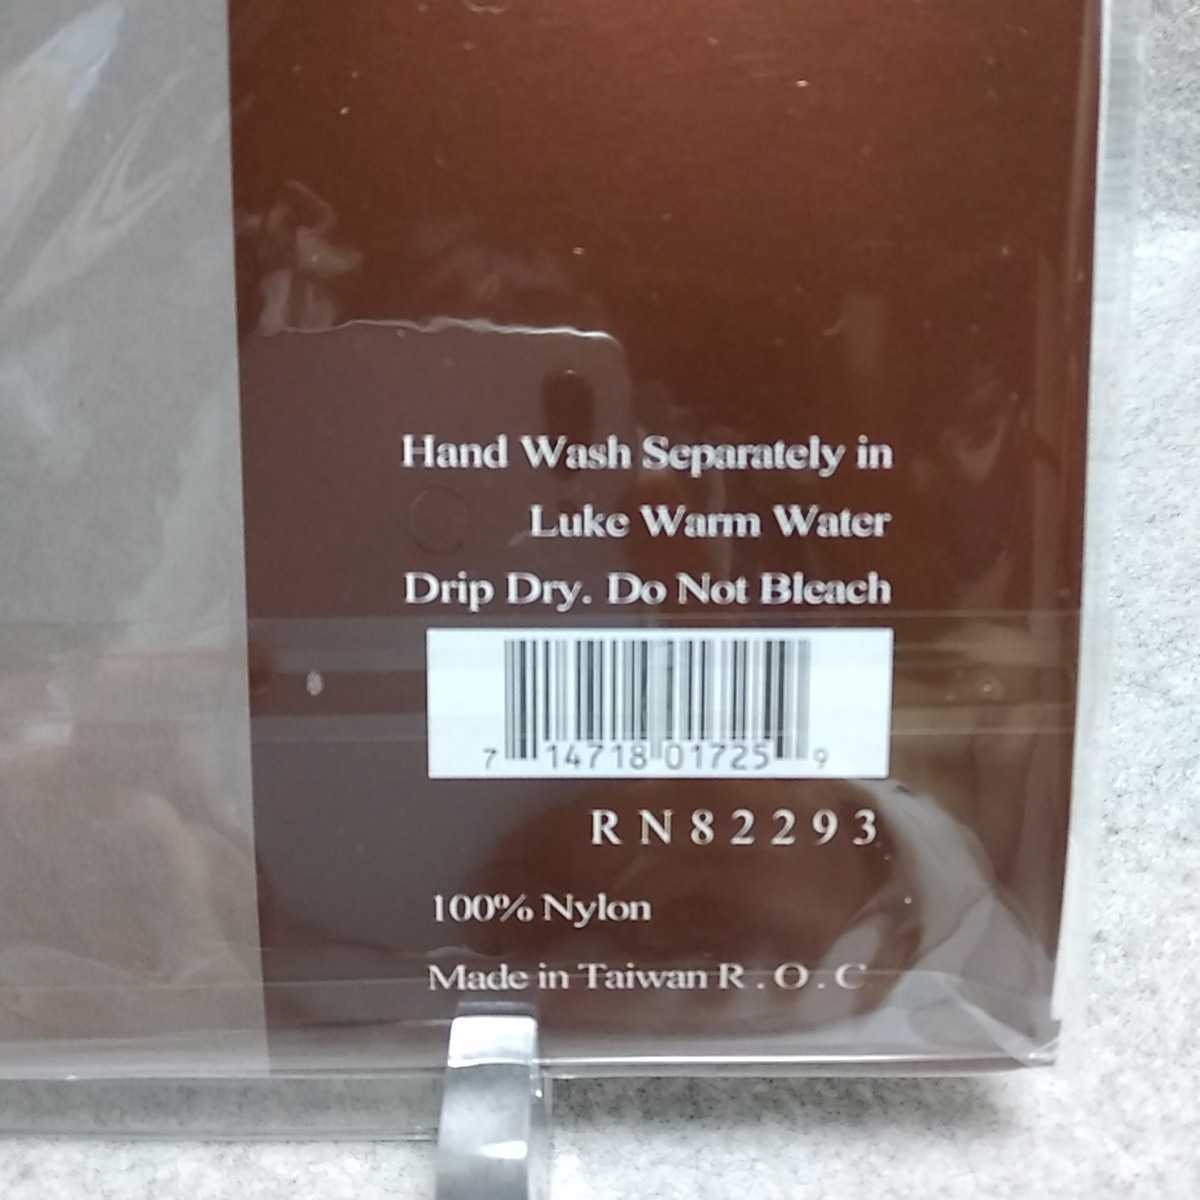 Hand Wash Separately in
Luke Warm Water
Drip Dry. Do Not Bleach
7 14718 01725 9
RN82293
100% Nylon
Made in Taiwan R.O.C